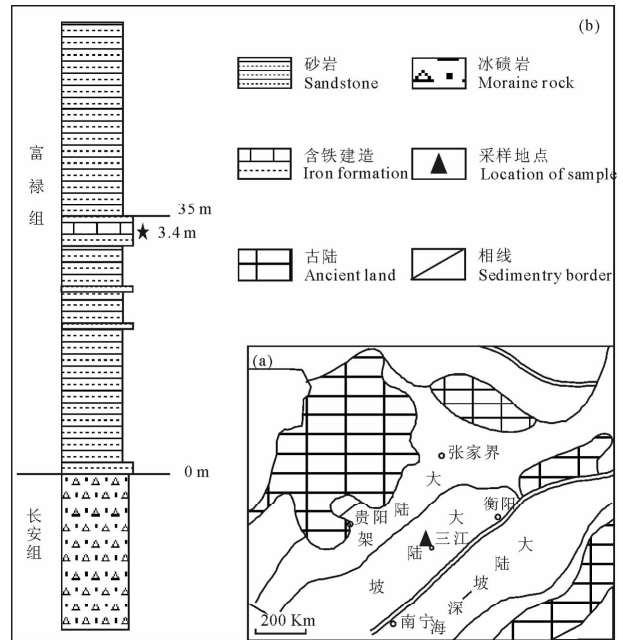 (b)
砂岩
Sandstone
冰碛岩
Moraine rock
含铁建造
Iron formation
采样地点
Location of sample
古陆
Ancient land
相线
Sedimentry border
富禄组
35 m
3.4 m
0 m
长安组
(a)
张家界
大陆架
贵阳
衡阳
三江
大陆坡
大陆坡
南宁
深海
200 Km